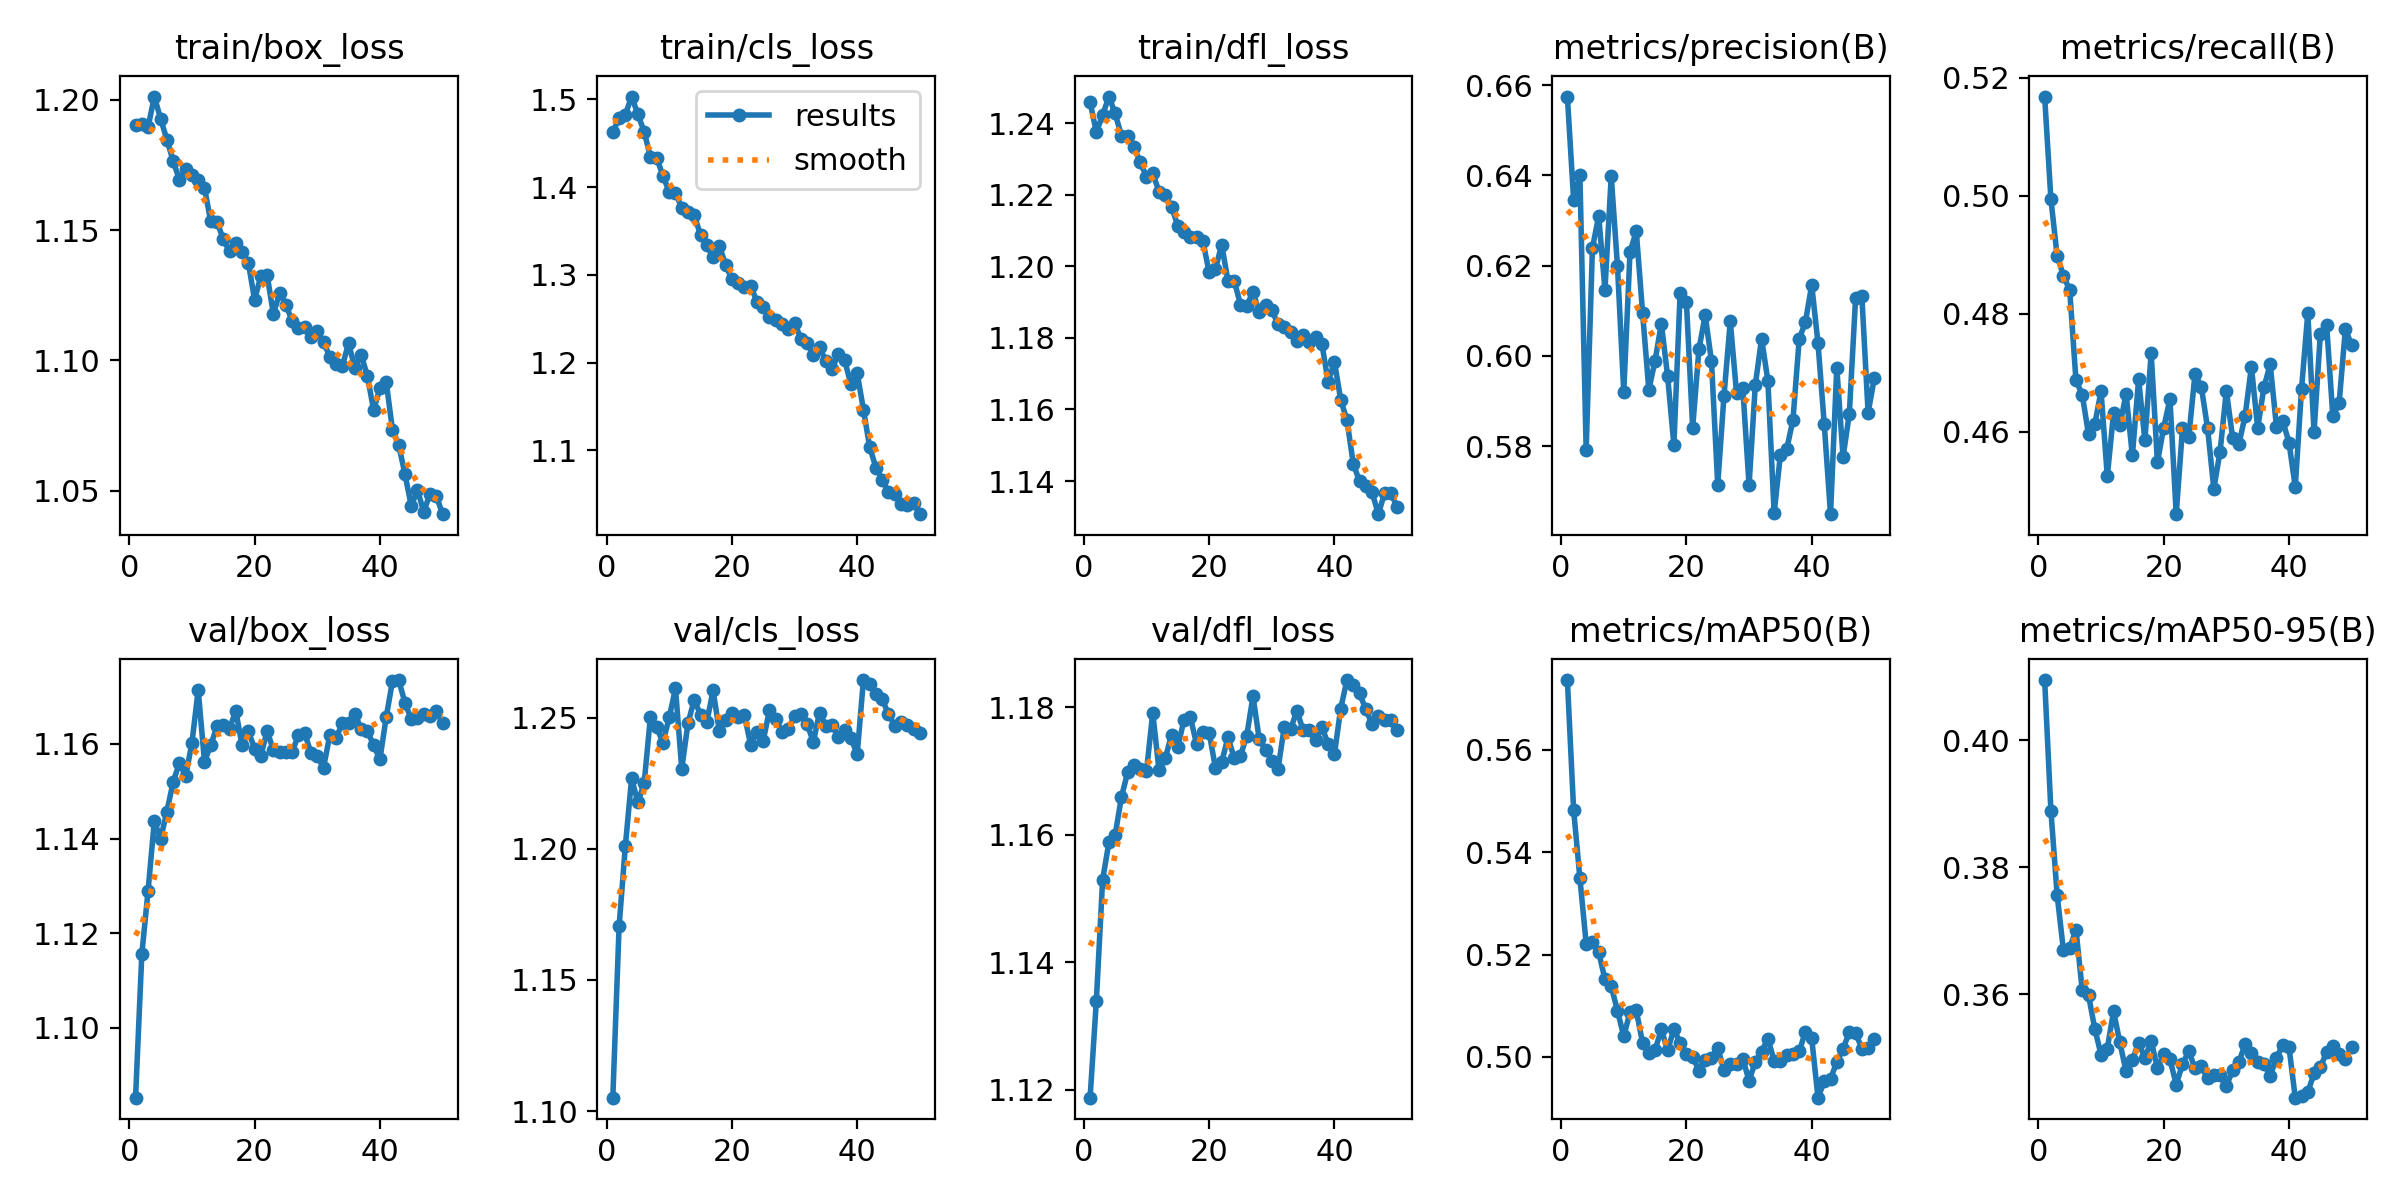 train/box_loss
1.20
1.15
1.10
1.05
0 20 40
train/cls_loss
results
smooth
1.5
1.4
1.3
1.2
1.1
0 20 40
train/dfl_loss
1.24
1.22
1.20
1.18
1.16
1.14
0 20 40
metrics/precision(B)
0.66
0.64
0.62
0.60
0.58
0 20 40
metrics/recall(B)
0.52
0.50
0.48
0.46
0 20 40
val/box_loss
1.16
1.14
1.12
1.10
0 20 40
val/cls_loss
1.25
1.20
1.15
1.10
0 20 40
val/dfl_loss
1.18
1.16
1.14
1.12
0 20 40
metrics/mAP50(B)
0.56
0.54
0.52
0.50
0 20 40
metrics/mAP50-95(B)
0.40
0.38
0.36
0 20 40